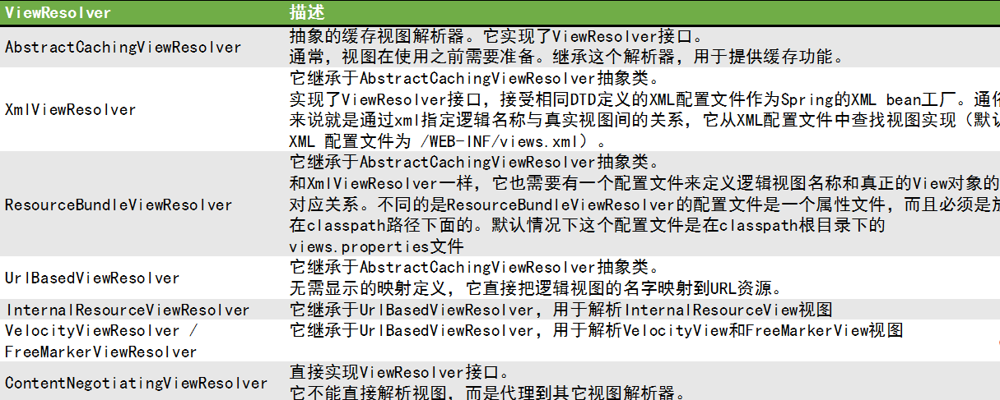 ViewResolver 描述
AbstractCachingViewResolver
抽象的缓存视图解析器。它实现了ViewResolver接口。
通常，视图在使用之前需要准备。继承这个解析器，用于提供缓存功能。
XmlViewResolver
它继承于AbstractCachingViewResolver抽象类。
实现了ViewResolver接口，接受相同DTD定义的XML配置文件作为Spring的XML bean工厂。通俗
来说就是通过xml指定逻辑名称与真实视图间的关系，它从XML配置文件中查找视图实现（默认
XML 配置文件为 /WEB-INF/views.xml）。
ResourceBundleViewResolver
它继承于AbstractCachingViewResolver抽象类。
和XmlViewResolver一样，它也需要有一个配置文件来定义逻辑视图名称和真正的View对象的
对应关系。不同的是ResourceBundleViewResolver的配置文件是一个属性文件，而且必须是放
在classpath路径下面的。默认情况下这个配置文件是在classpath根目录下的
views.properties文件
UrlBasedViewResolver
它继承于AbstractCachingViewResolver抽象类。
无需显示的映射定义，它直接把逻辑视图的名字映射到URL资源。
InternalResourceViewResolver 它继承于UrlBasedViewResolver，用于解析InternalResourceView视图
VelocityViewResolver / 它继承于UrlBasedViewResolver，用于解析VelocityView和FreeMarkerView视图
FreeMarkerViewResolver
ContentNegotiatingViewResolver
直接实现ViewResolver接口。
它不能直接解析视图，而是代理到其它视图解析器。